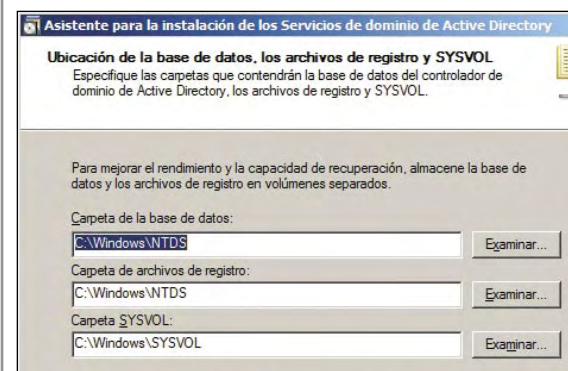 Asistente para la instalación de los Servicios de dominio de Active Directory
Ubicación de la base de datos, los archivos de registro y SYSVOL
Especifique las carpetas que contendrán la base de datos del controlador de
dominio de Active Directory, los archivos de registro y SYSVOL.
Para mejorar el rendimiento y la capacidad de recuperación, almacene la base de
datos y los archivos de registro en volúmenes separados.
Carpeta de la base de datos:
C:\Windows\NTDS Examinar...
Carpeta de archivos de registro:
C:\Windows\NTDS Examinar...
Carpeta SYSVOL:
C:\Windows\SYSVOL Examinar...